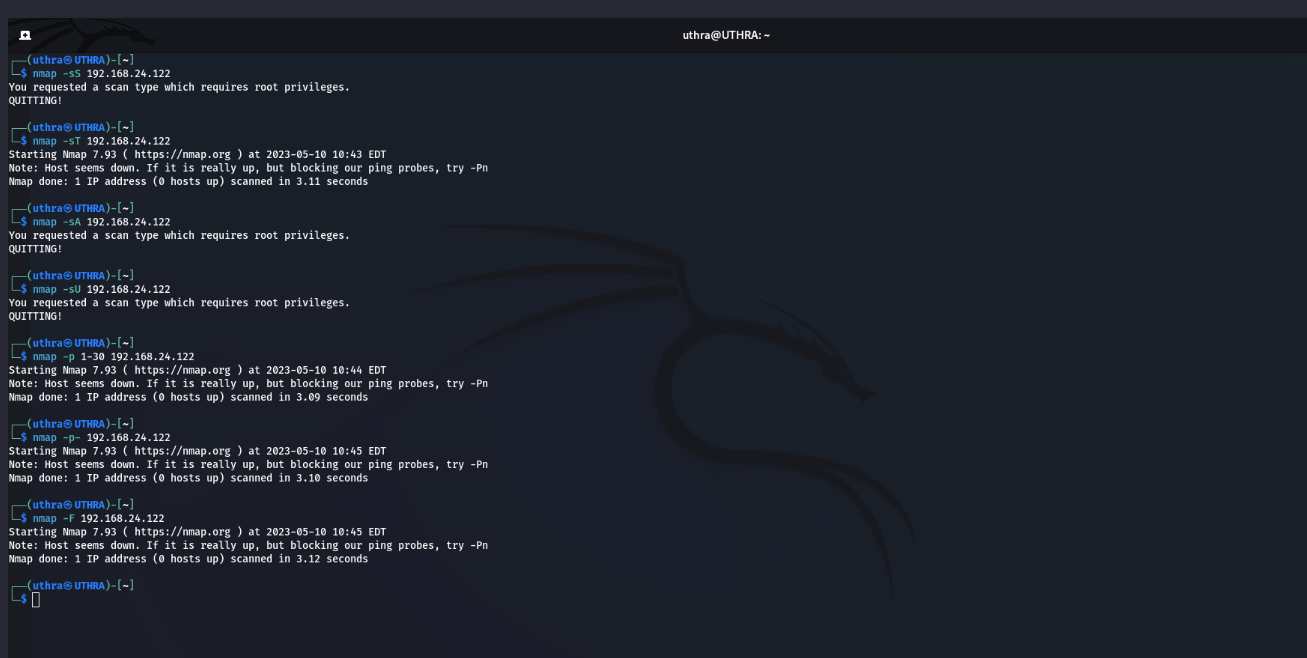 uthra@UTHRA: ~
┌──(uthra㉿UTHRA)-[~]
└─$ nmap -sS 192.168.24.122
You requested a scan type which requires root privileges.
QUITTING!
┌──(uthra㉿UTHRA)-[~]
└─$ nmap -sT 192.168.24.122
Starting Nmap 7.93 ( https://nmap.org ) at 2023-05-10 10:43 EDT
Note: Host seems down. If it is really up, but blocking our ping probes, try -Pn
Nmap done: 1 IP address (0 hosts up) scanned in 3.11 seconds
┌──(uthra㉿UTHRA)-[~]
└─$ nmap -sA 192.168.24.122
You requested a scan type which requires root privileges.
QUITTING!
┌──(uthra㉿UTHRA)-[~]
└─$ nmap -sU 192.168.24.122
You requested a scan type which requires root privileges.
QUITTING!
┌──(uthra㉿UTHRA)-[~]
└─$ nmap -p 1-30 192.168.24.122
Starting Nmap 7.93 ( https://nmap.org ) at 2023-05-10 10:44 EDT
Note: Host seems down. If it is really up, but blocking our ping probes, try -Pn
Nmap done: 1 IP address (0 hosts up) scanned in 3.09 seconds
┌──(uthra㉿UTHRA)-[~]
└─$ nmap -p- 192.168.24.122
Starting Nmap 7.93 ( https://nmap.org ) at 2023-05-10 10:45 EDT
Note: Host seems down. If it is really up, but blocking our ping probes, try -Pn
Nmap done: 1 IP address (0 hosts up) scanned in 3.10 seconds
┌──(uthra㉿UTHRA)-[~]
└─$ nmap -F 192.168.24.122
Starting Nmap 7.93 ( https://nmap.org ) at 2023-05-10 10:45 EDT
Note: Host seems down. If it is really up, but blocking our ping probes, try -Pn
Nmap done: 1 IP address (0 hosts up) scanned in 3.12 seconds
┌──(uthra㉿UTHRA)-[~]
└─$